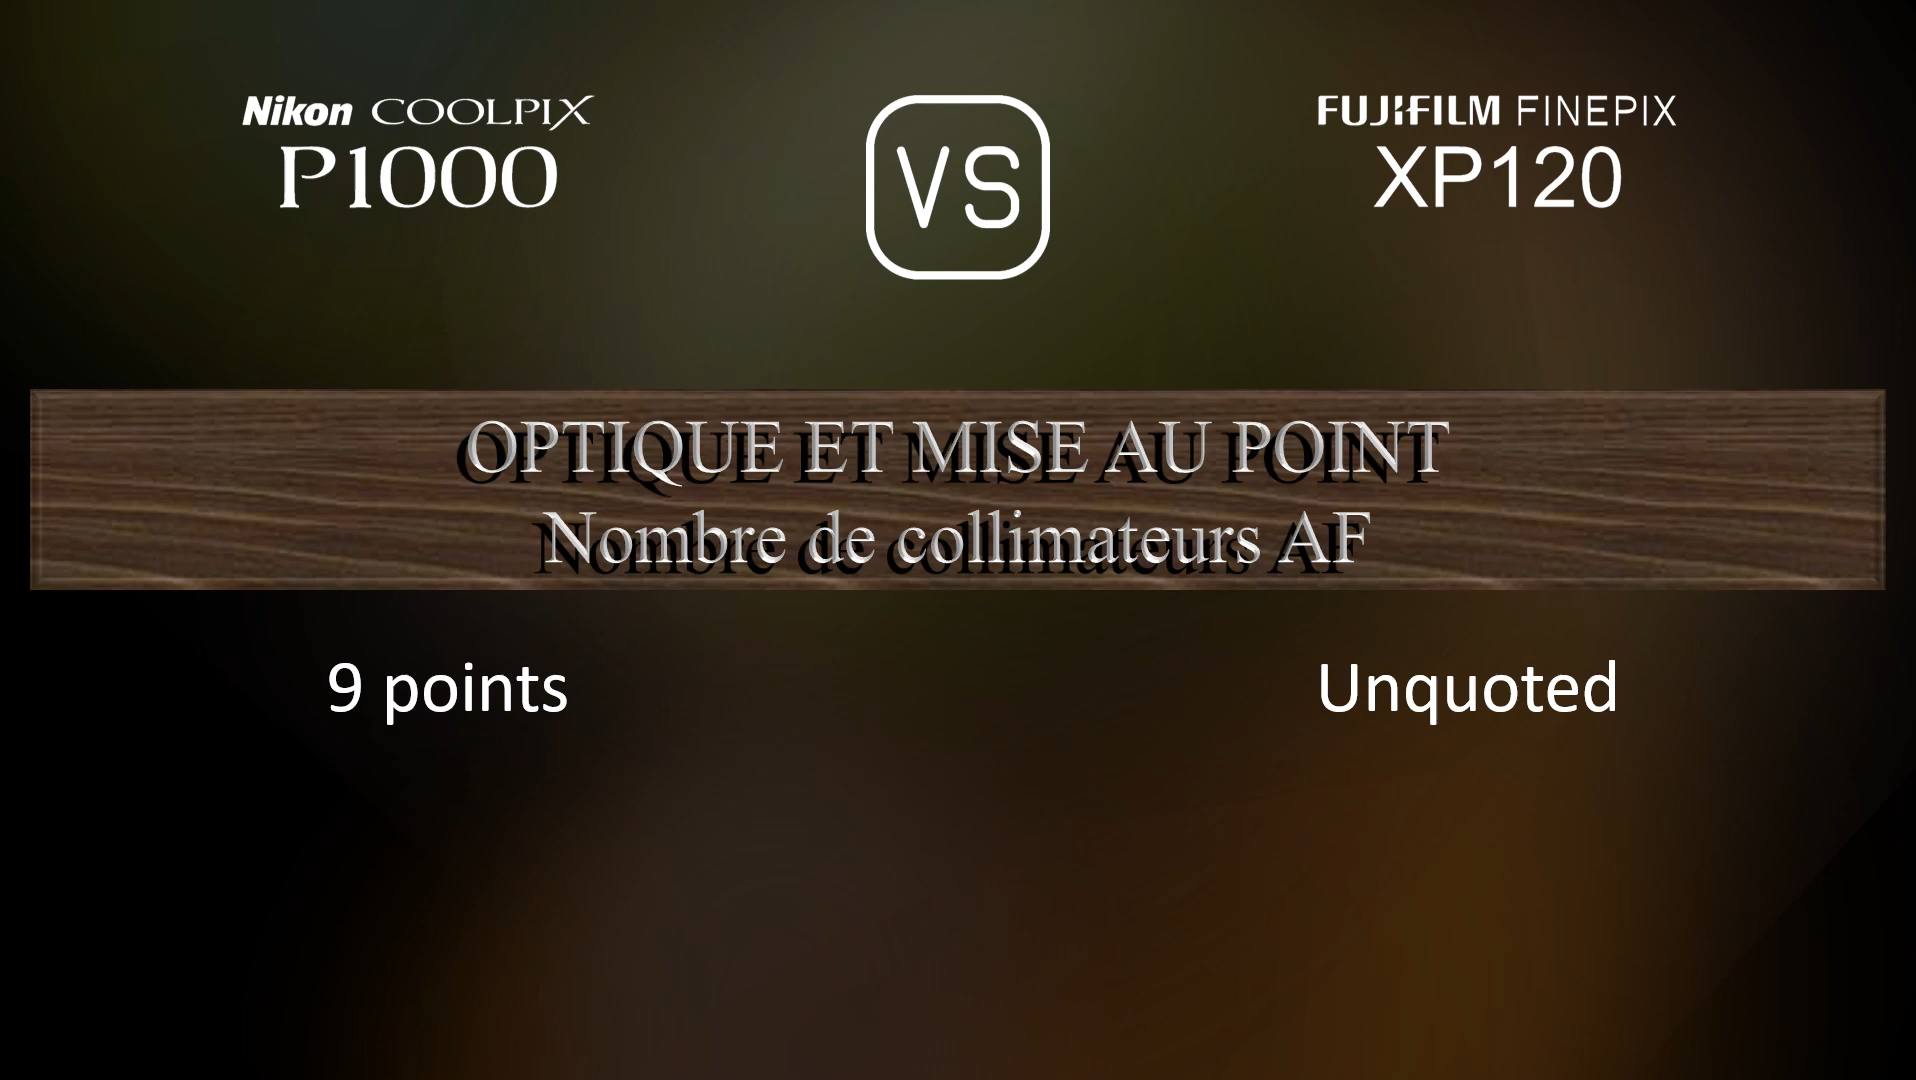 Nikon COOLPIX
P1000
VS
FUJIFILM FINEPIX
XP120
OPTIQUE ET MISE AU POINT
Nombre de collimateurs AF
9 points
Unquoted